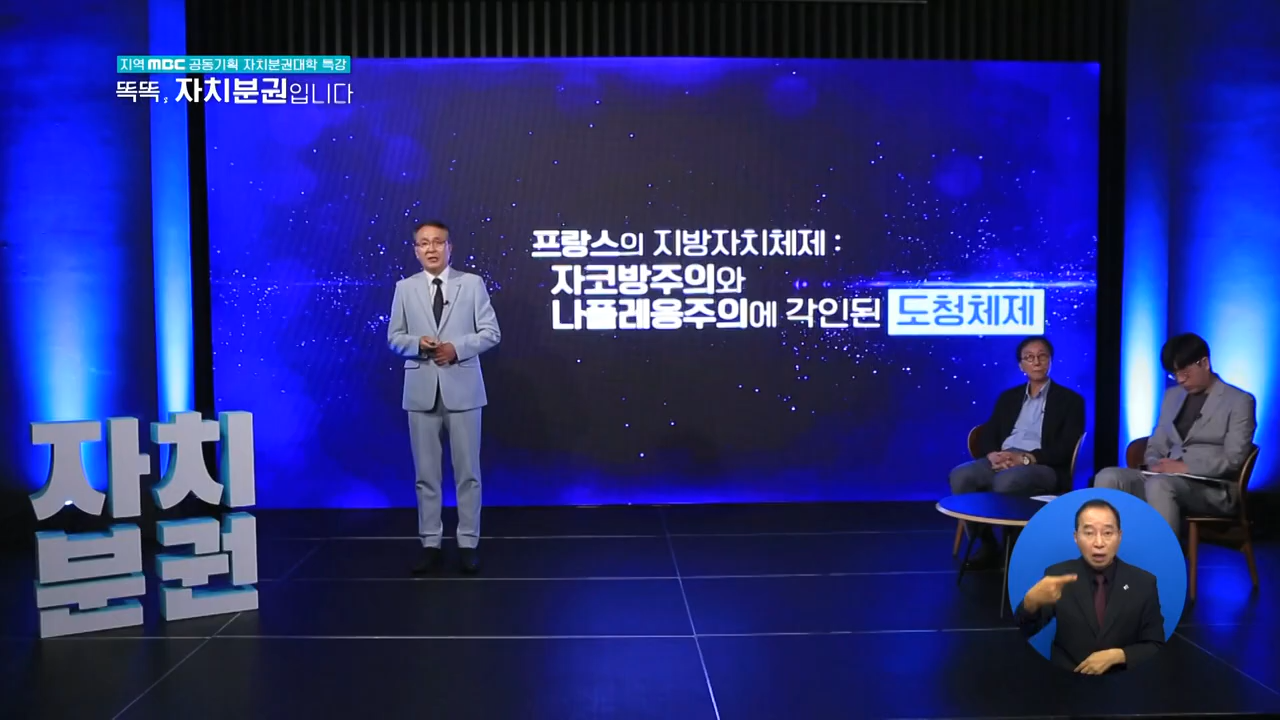 지역 MBC 공동기획 자치분권대학 특강
똑똑, 자치분권입니다
프랑스의 지방자치체제 :
자코방주의와
나폴레옹주의에 각인된 도청체제
자치
분권